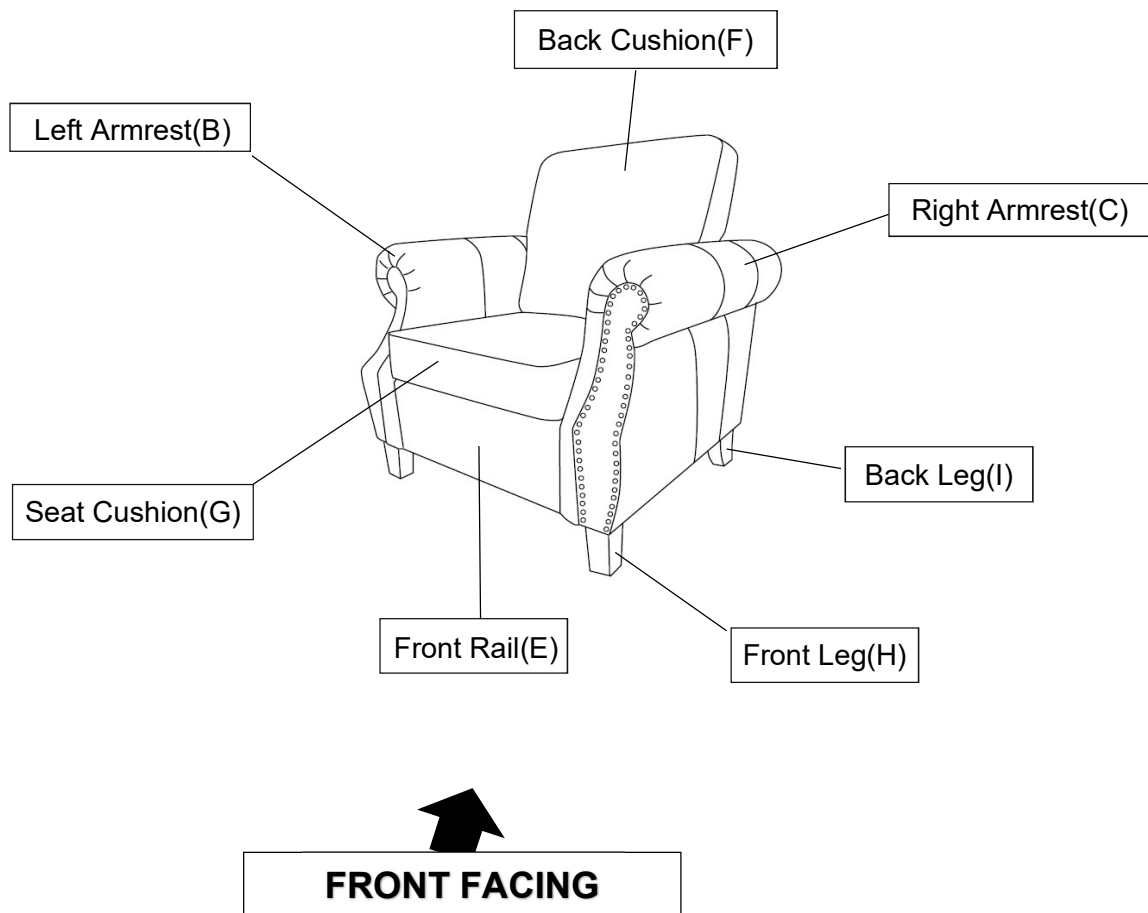 Back Cushion(F)
Left Armrest(B)
Right Armrest(C)
Back Leg(I)
Seat Cushion(G)
Front Rail(E)
Front Leg(H)
FRONT FACING